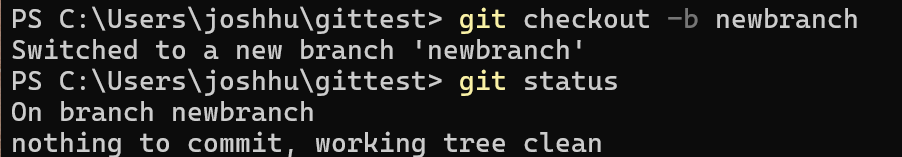 PS C:\Users\joshhu\gittest> git checkout -b newbranch
Switched to a new branch 'newbranch'
PS C:\Users\joshhu\gittest> git status
On branch newbranch
nothing to commit, working tree clean